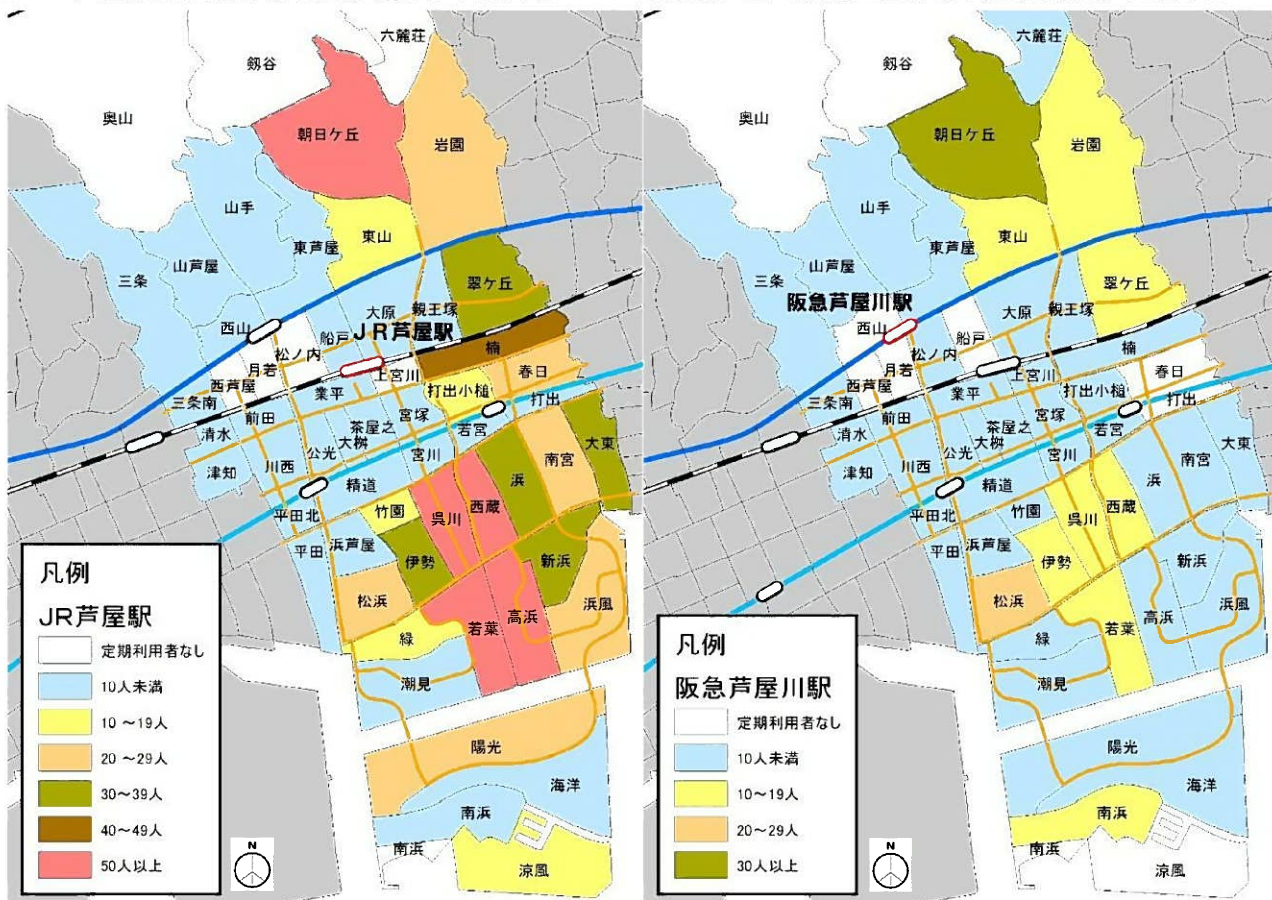 六麓荘
剱谷
奥山
朝日ケ丘
岩園
山手
東芦屋
東山
山芦屋
三条
翠ケ丘
大原
親王塚
西山
船戸
JR芦屋駅
松ノ内
月若
楠
上宮川
春日
西芦屋
業平
打出小槌
三条南
前田
宮塚
打出
茶屋之
若宮
清水
大桝
公光
宮川
大東
津知
川西
南宮
精道
浜
平田北
竹園
呉川
西蔵
平田
浜芦屋
伊勢
新浜
松浜
高浜
浜風
緑
若葉
潮見
陽光
海洋
南浜
南浜
涼風
凡例
JR芦屋駅
定期利用者なし
10人未満
10～19人
20～29人
30～39人
40～49人
50人以上
N
六麓荘
剱谷
奥山
朝日ケ丘
岩園
山手
東芦屋
東山
山芦屋
三条
翠ケ丘
阪急芦屋川駅
大原
親王塚
西山
船戸
松ノ内
月若
楠
上宮川
春日
西芦屋
業平
打出小槌
三条南
前田
宮塚
打出
茶屋之
若宮
清水
大桝
公光
宮川
大東
津知
川西
南宮
精道
浜
平田北
竹園
呉川
西蔵
平田
浜芦屋
伊勢
新浜
松浜
高浜
浜風
緑
若葉
潮見
陽光
海洋
南浜
南浜
涼風
凡例
阪急芦屋川駅
定期利用者なし
10人未満
10～19人
20～29人
30人以上
N